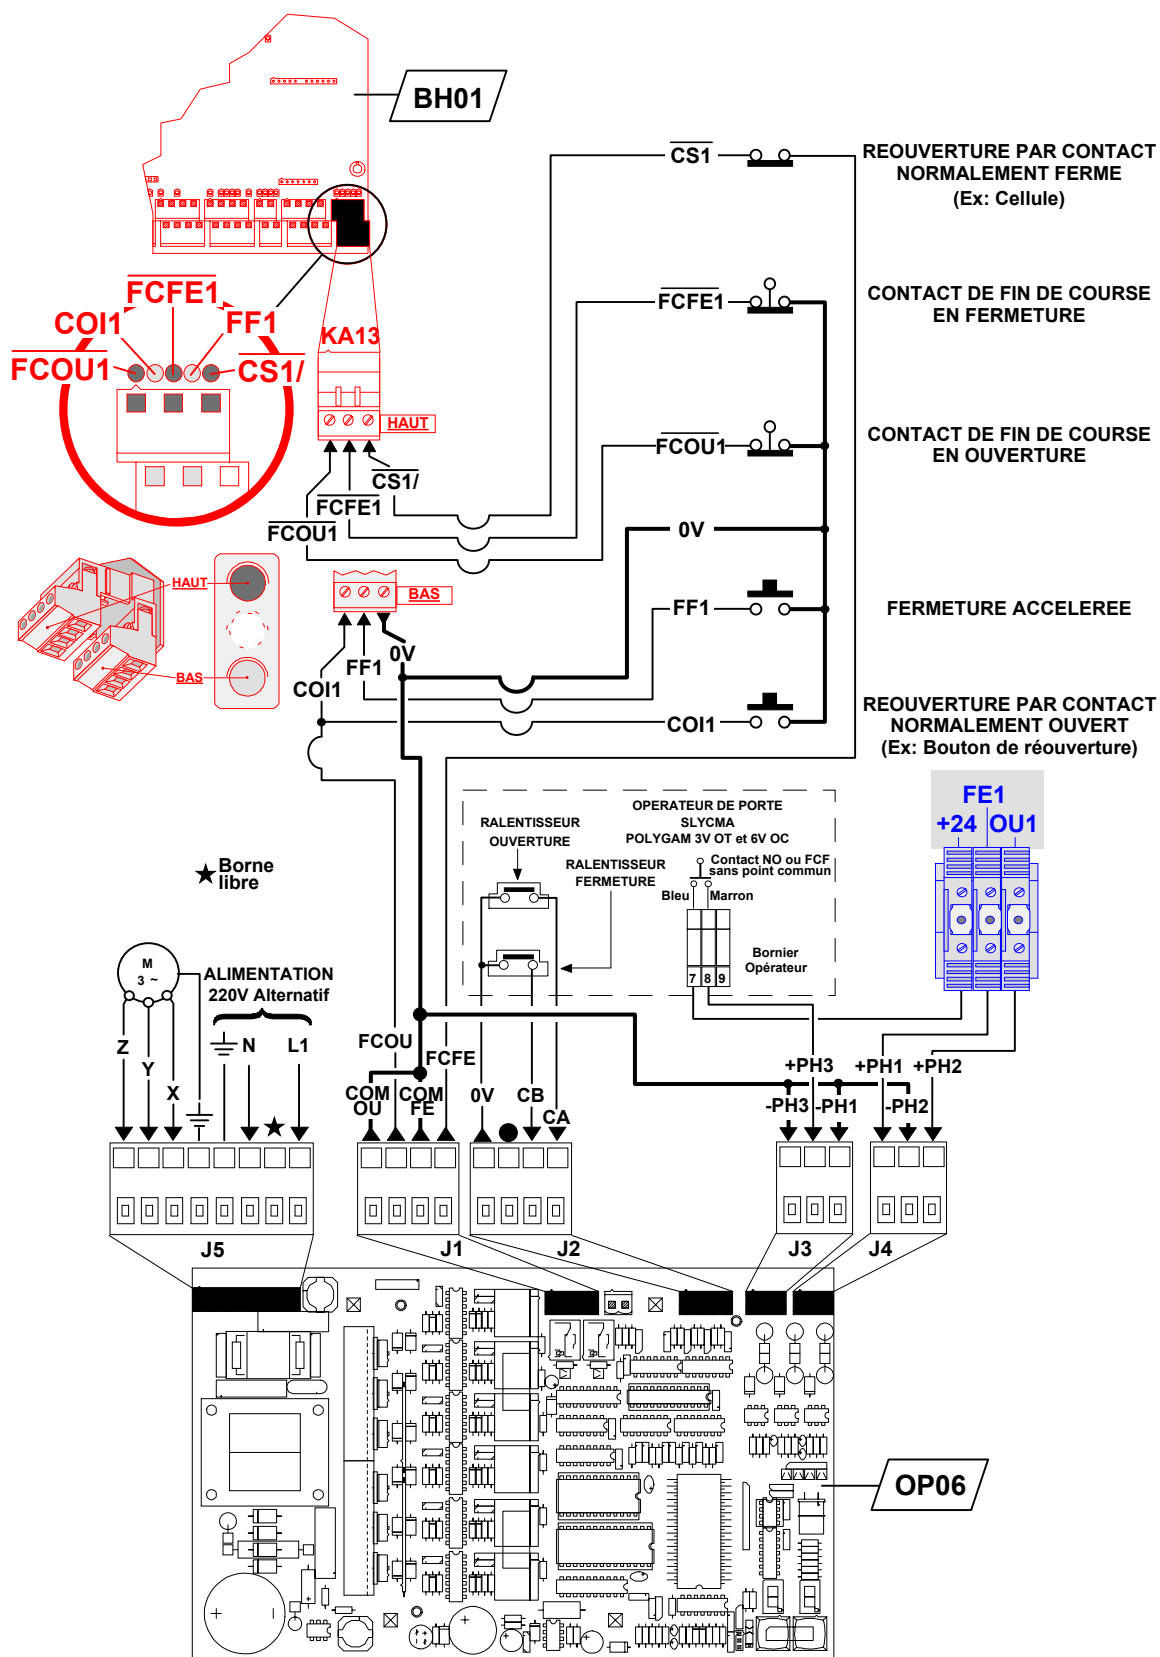 BH01
CS1
REOUVERTURE PAR CONTACT
NORMALEMENT FERME
(Ex: Cellule)
FCFE1
COI1
FF1
FCOU1
CS1/
KA13
HAUT
FCFE1
CONTACT DE FIN DE COURSE
EN FERMETURE
FCOU1
CONTACT DE FIN DE COURSE
EN OUVERTURE
CS1/
FCFE1
FCOU1
0V
HAUT
BAS
BAS
FF1
FERMETURE ACCELEREE
0V
FF1
COI1
COI1
REOUVERTURE PAR CONTACT
NORMALEMENT OUVERT
(Ex: Bouton de réouverture)
FE1
+24 OU1
OPERATEUR DE PORTE
SLYCMA
POLYGAM 3V OT et 6V OC
RALENTISSEUR
OUVERTURE
RALENTISSEUR
FERMETURE
Contact NO ou FCF
sans point commun
Bleu Marron
Bornier
Opérateur
7 8 9
★ Borne
libre
M
3 ~
ALIMENTATION
220V Alternatif
Z
Y
X
N
★
L1
FCOU
FCFE
COM
OU
COM
FE
0V
CB
CA
+PH3
+PH1
+PH2
-PH3
-PH1
-PH2
J5
J1
J2
J3
J4
OP06